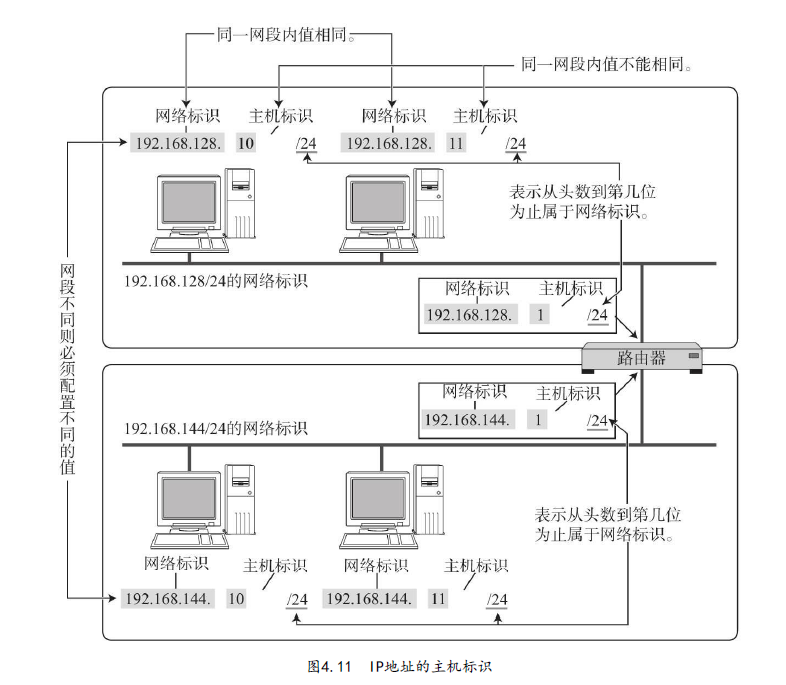 同一网段内值相同。
同一网段内值不能相同。
网络标识 主机标识 网络标识 主机标识
192.168.128. 10 /24 192.168.128. 11 /24
表示从头数到第几位
为止属于网络标识。
192.168.128/24的网络标识
网络标识 主机标识
192.168.128. 1 /24
网段不同则必须配置不同的值
路由器
网络标识 主机标识
192.168.144. 1 /24
192.168.144/24的网络标识
表示从头数到第几位
为止属于网络标识。
网络标识 主机标识 网络标识 主机标识
192.168.144. 10 /24 192.168.144. 11 /24
图4.11 IP地址的主机标识